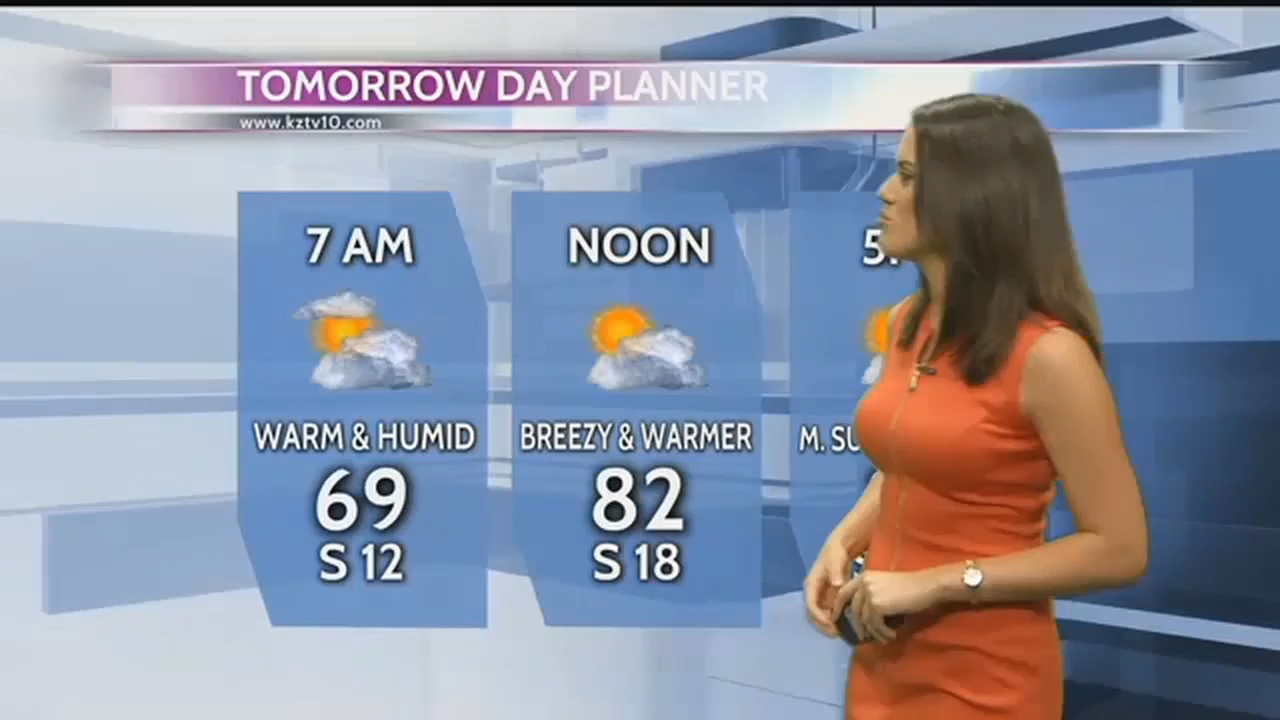 TOMORROW DAY PLANNER
www.kztv10.com
7 AM
WARM & HUMID
69
S 12
NOON
BREEZY & WARMER
82
S 18
M.